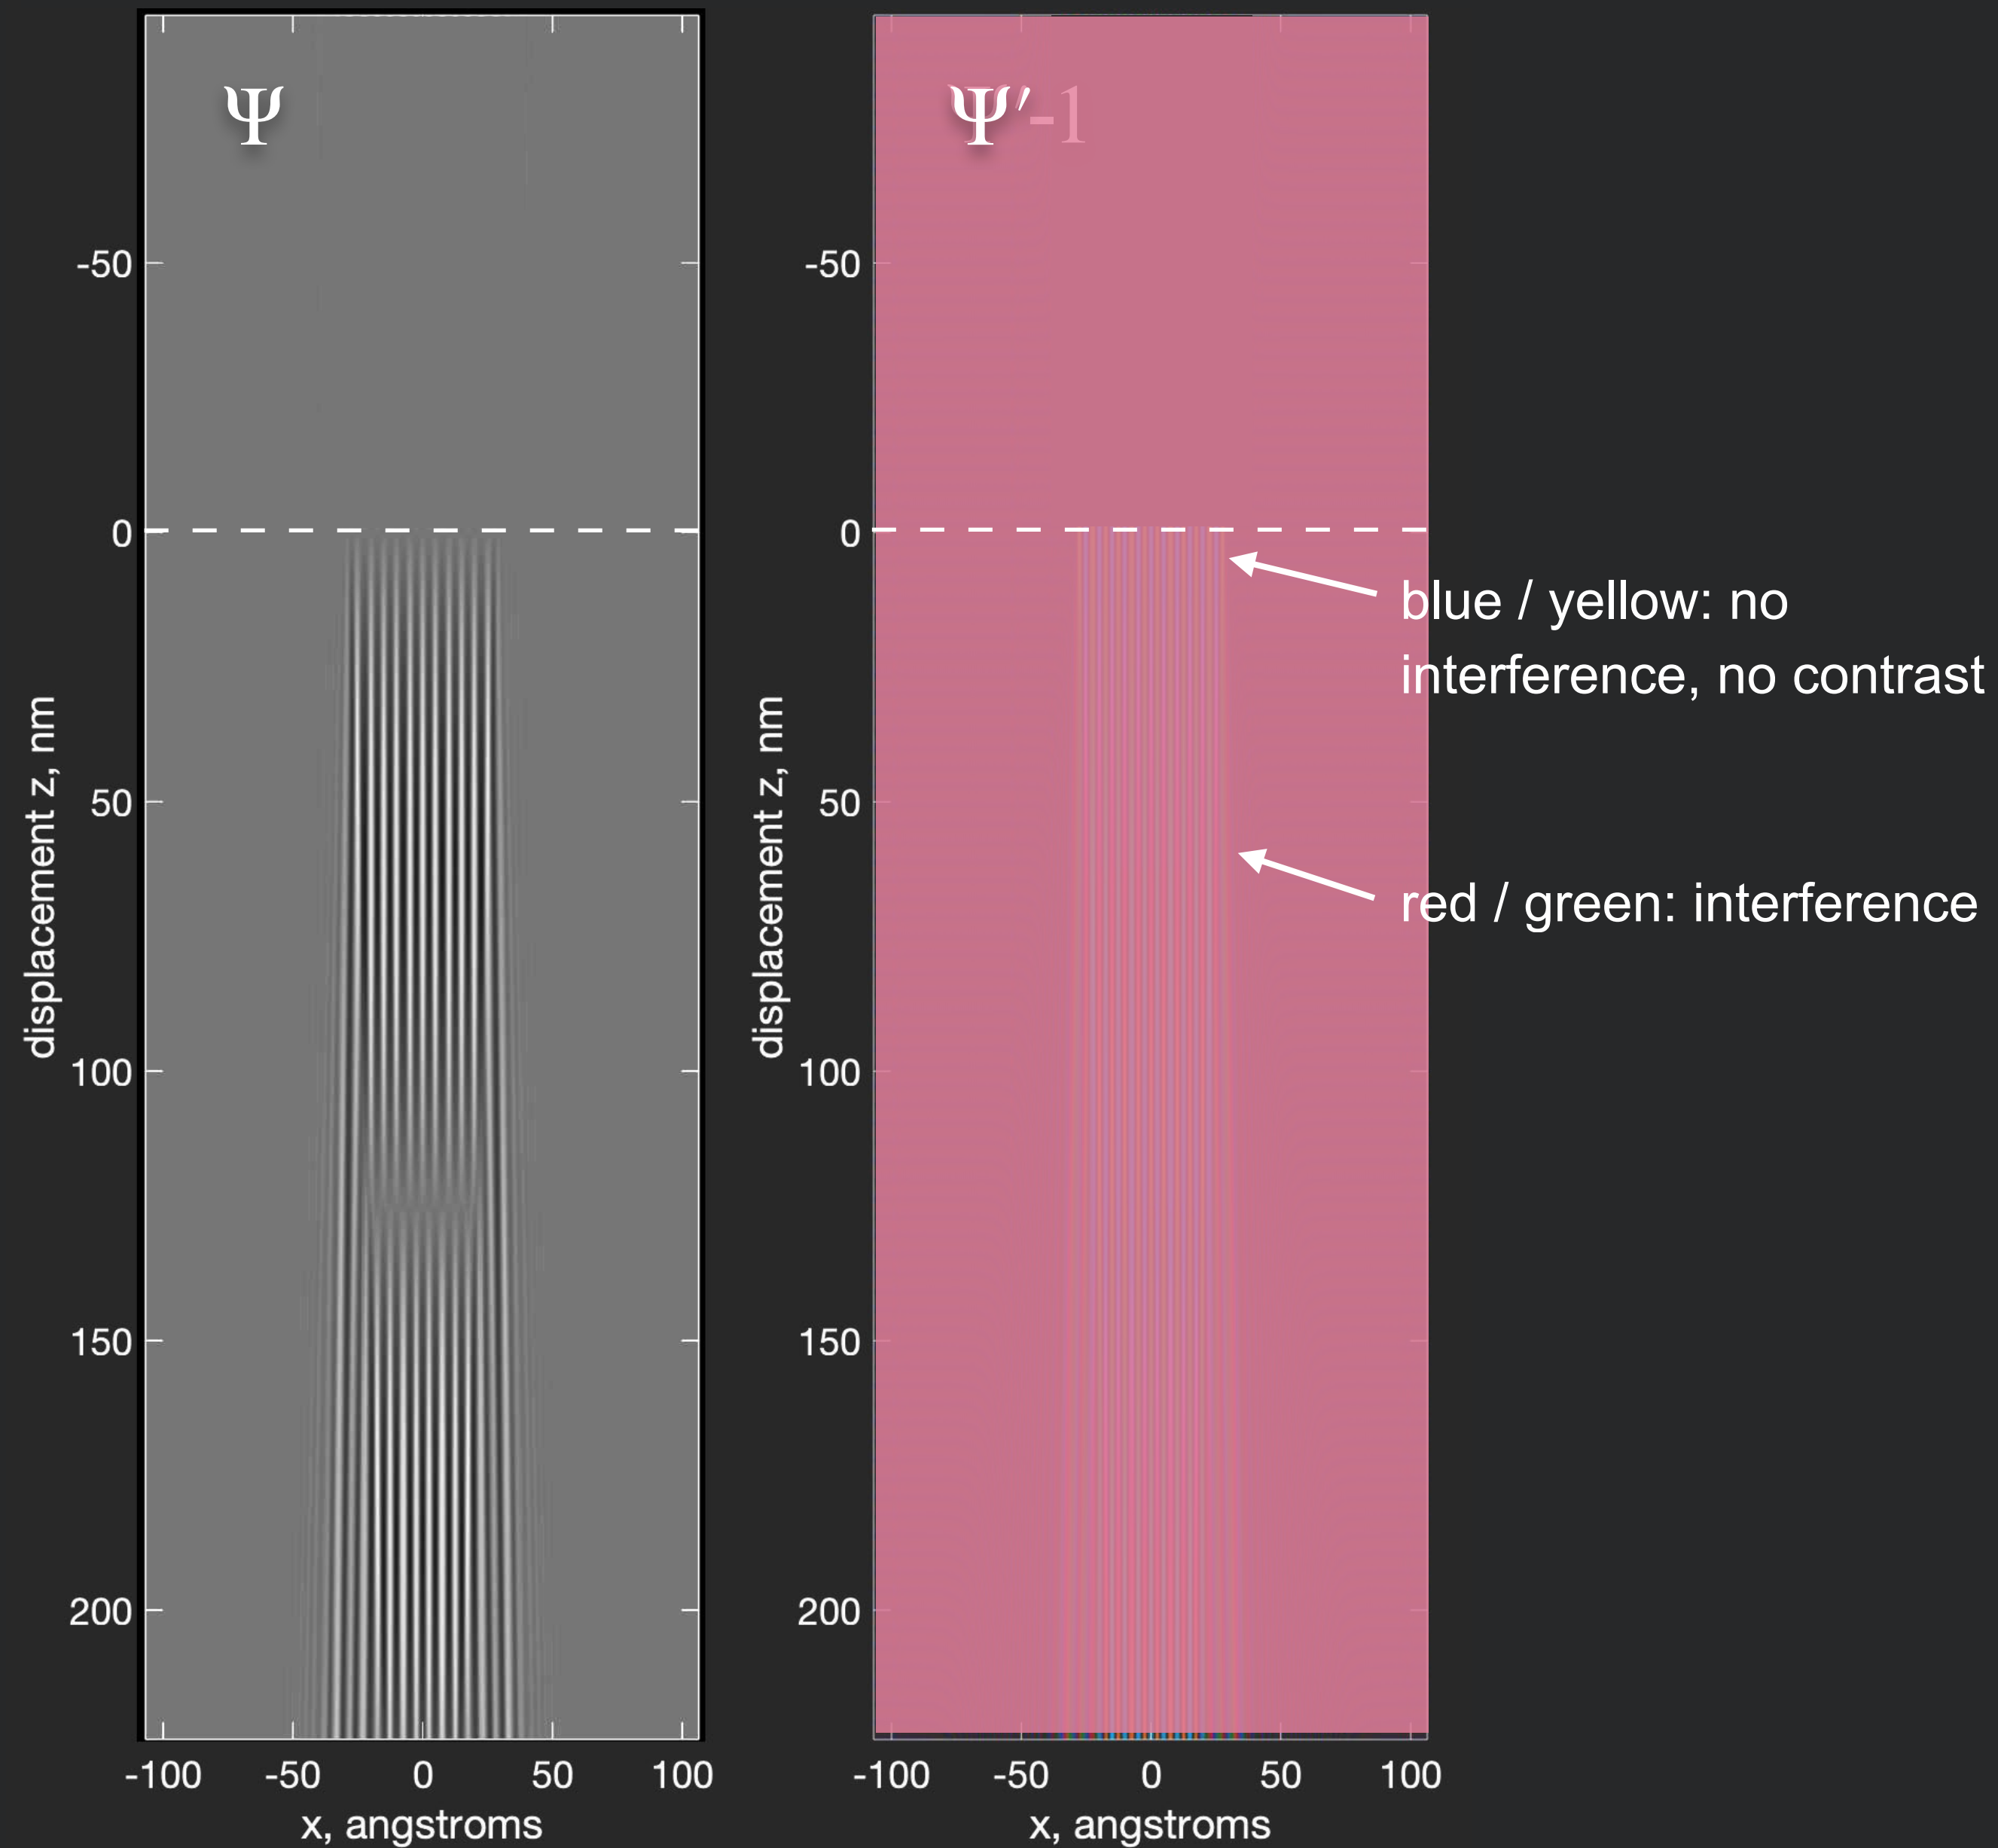 Ψ
-50
0
50
100
150
200
displacement z, nm
-100 -50 0 50 100
x, angstroms
Ψ′-1
-50
0
50
100
150
200
displacement z, nm
-100 -50 0 50 100
x, angstroms
blue / yellow: no
interference, no contrast
red / green: interference